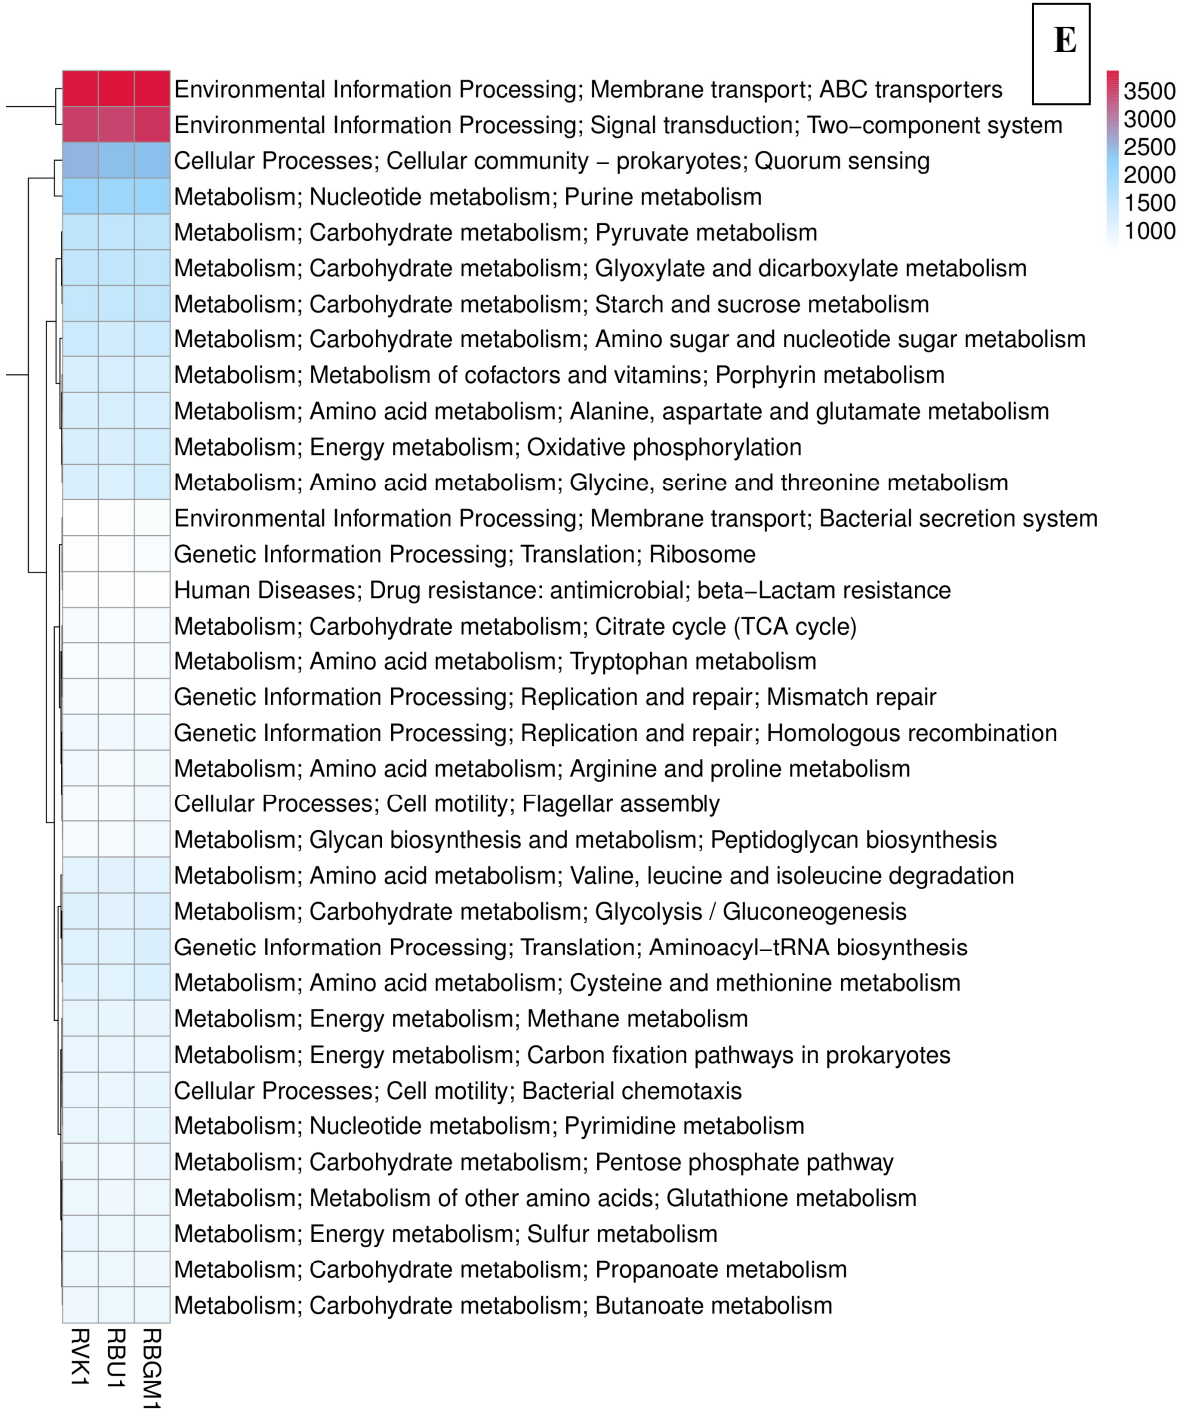 E
Environmental Information Processing; Membrane transport; ABC transporters
Environmental Information Processing; Signal transduction; Two−component system
Cellular Processes; Cellular community − prokaryotes; Quorum sensing
Metabolism; Nucleotide metabolism; Purine metabolism
Metabolism; Carbohydrate metabolism; Pyruvate metabolism
Metabolism; Carbohydrate metabolism; Glyoxylate and dicarboxylate metabolism
Metabolism; Carbohydrate metabolism; Starch and sucrose metabolism
Metabolism; Carbohydrate metabolism; Amino sugar and nucleotide sugar metabolism
Metabolism; Metabolism of cofactors and vitamins; Porphyrin metabolism
Metabolism; Amino acid metabolism; Alanine, aspartate and glutamate metabolism
Metabolism; Energy metabolism; Oxidative phosphorylation
Metabolism; Amino acid metabolism; Glycine, serine and threonine metabolism
Environmental Information Processing; Membrane transport; Bacterial secretion system
Genetic Information Processing; Translation; Ribosome
Human Diseases; Drug resistance: antimicrobial; beta−Lactam resistance
Metabolism; Carbohydrate metabolism; Citrate cycle (TCA cycle)
Metabolism; Amino acid metabolism; Tryptophan metabolism
Genetic Information Processing; Replication and repair; Mismatch repair
Genetic Information Processing; Replication and repair; Homologous recombination
Metabolism; Amino acid metabolism; Arginine and proline metabolism
Cellular Processes; Cell motility; Flagellar assembly
Metabolism; Glycan biosynthesis and metabolism; Peptidoglycan biosynthesis
Metabolism; Amino acid metabolism; Valine, leucine and isoleucine degradation
Metabolism; Carbohydrate metabolism; Glycolysis / Gluconeogenesis
Genetic Information Processing; Translation; Aminoacyl−tRNA biosynthesis
Metabolism; Amino acid metabolism; Cysteine and methionine metabolism
Metabolism; Energy metabolism; Methane metabolism
Metabolism; Energy metabolism; Carbon fixation pathways in prokaryotes
Cellular Processes; Cell motility; Bacterial chemotaxis
Metabolism; Nucleotide metabolism; Pyrimidine metabolism
Metabolism; Carbohydrate metabolism; Pentose phosphate pathway
Metabolism; Metabolism of other amino acids; Glutathione metabolism
Metabolism; Energy metabolism; Sulfur metabolism
Metabolism; Carbohydrate metabolism; Propanoate metabolism
Metabolism; Carbohydrate metabolism; Butanoate metabolism
RVK1
RBU1
RBGM1
3500
3000
2500
2000
1500
1000